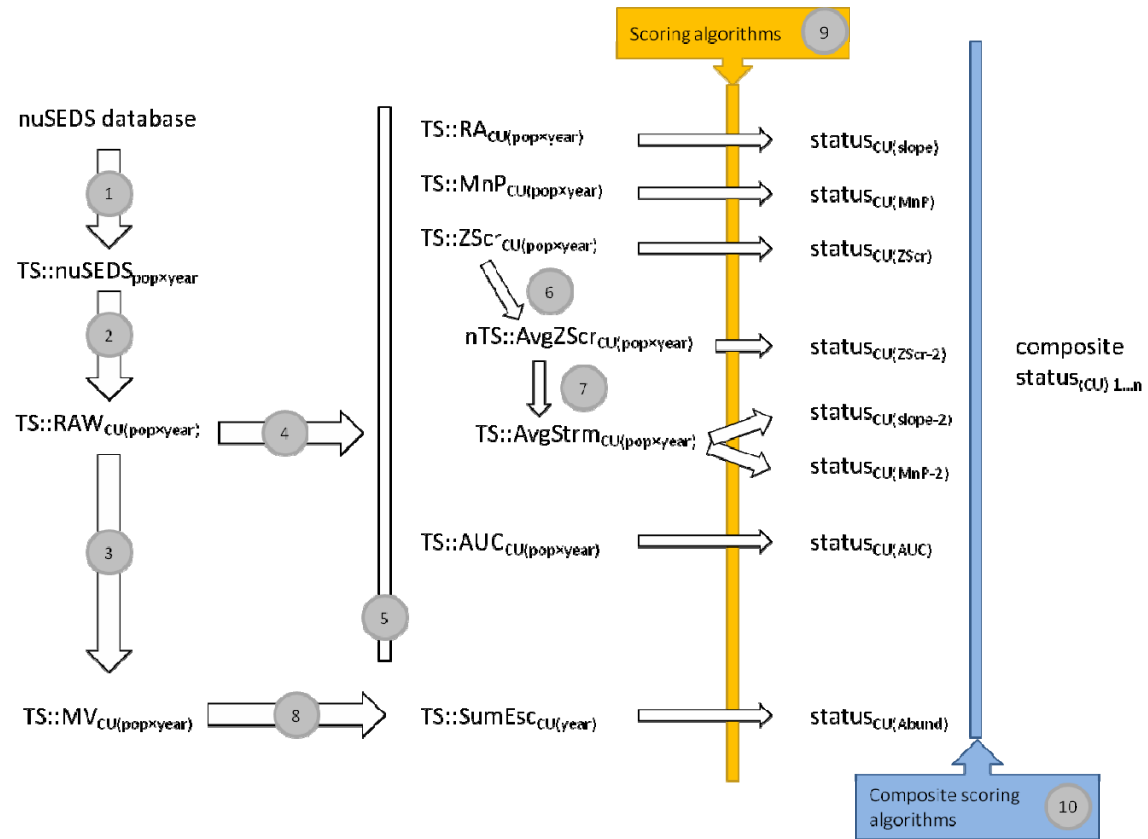 Scoring algorithms 9
nuSEDS database
1
TS::nuSEDSpop×year
2
TS::RAWCU(pop×year)
4
3
5
TS::MVCU(pop×year)
8
TS::RACU(pop×year)
statusCU(slope)
TS::MnPCU(pop×year)
statusCU(MnP)
TS::ZScrCU(pop×year)
statusCU(ZScr)
6
nTS::AvgZScrCU(pop×year)
statusCU(ZScr-2)
7
TS::AvgStrmCU(pop×year)
statusCU(slope-2)
statusCU(MnP-2)
TS::AUCCU(pop×year)
statusCU(AUC)
TS::SumEscCU(year)
statusCU(Abund)
composite
status(CU) 1...n
Composite scoring
algorithms 10